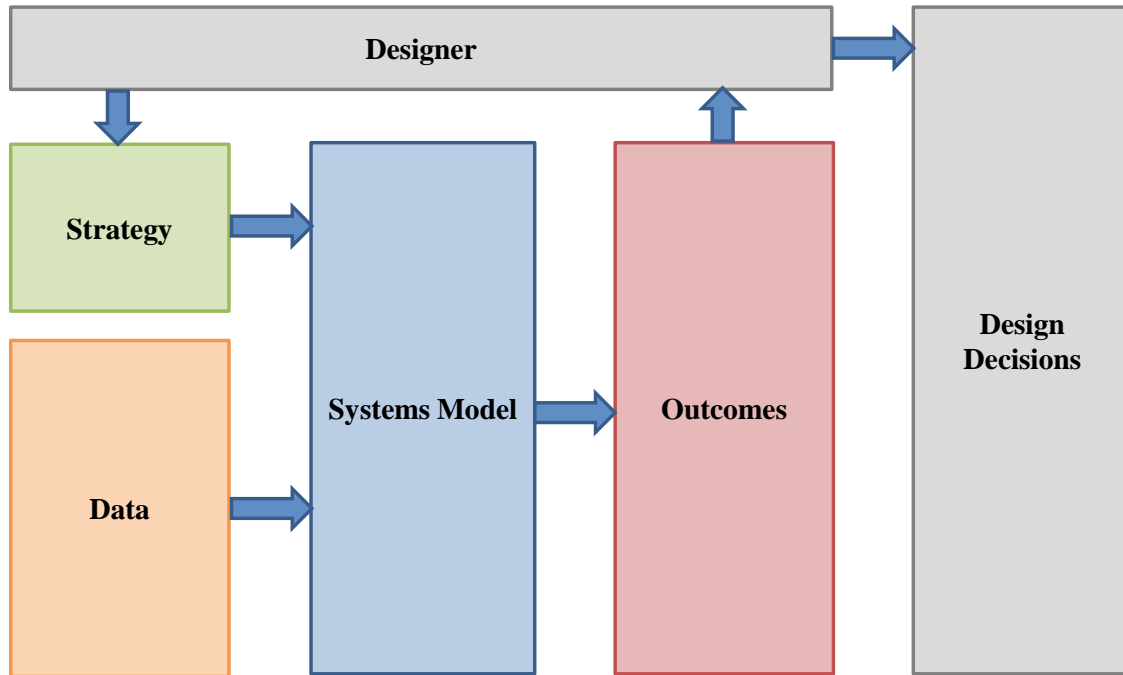 Designer
Strategy
Data
Systems Model
Outcomes
Design
Decisions